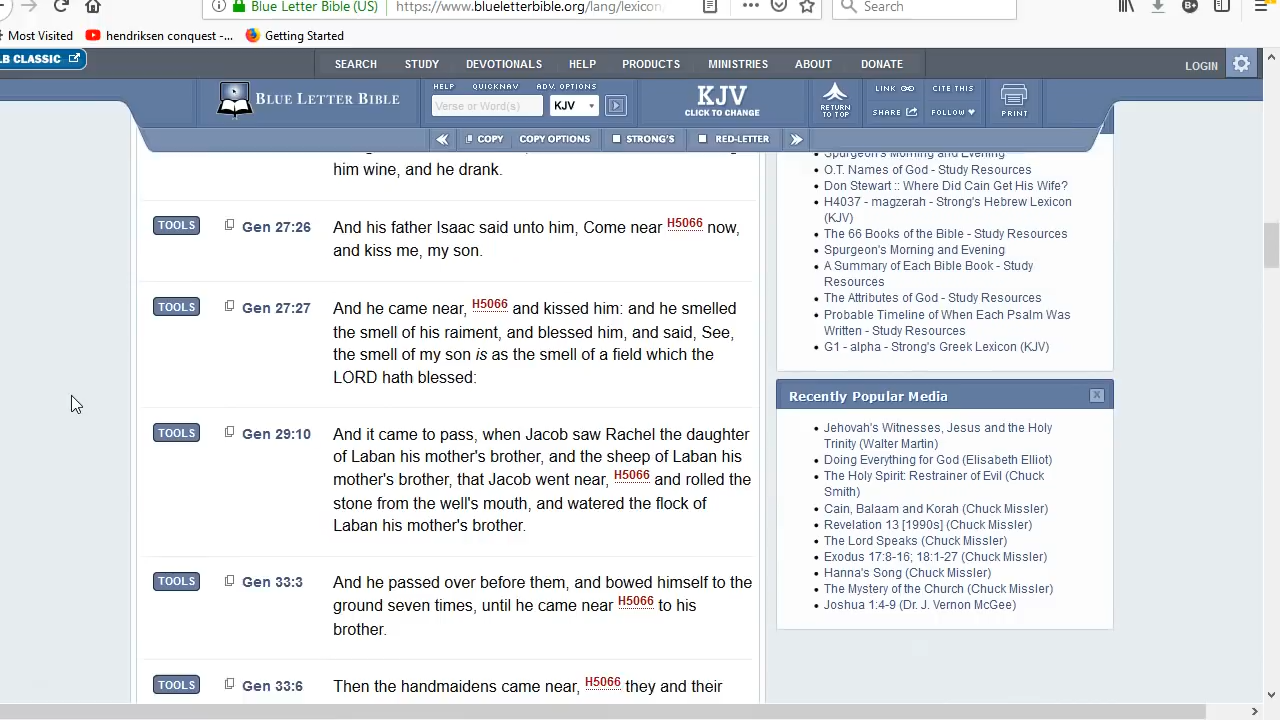 Blue Letter Bible (US)
https://www.blueletterbible.org/lang/lexicon
Search
Most Visited
hendriksen conquest -...
Getting Started
LB CLASSIC
SEARCH STUDY DEVOTIONALS HELP PRODUCTS MINISTRIES ABOUT DONATE
LOGIN
BLUE LETTER BIBLE
HELP QUICKNAV ADV. OPTIONS
Verse or Word(s) KJV
KJV
CLICK TO CHANGE
RETURN
TO TOP
LINK CITE THIS
SHARE FOLLOW
PRINT
COPY COPY OPTIONS STRONG'S RED-LETTER
him wine, and he drank.
TOOLS Gen 27:26 And his father Isaac said unto him, Come near H5066 now,
and kiss me, my son.
TOOLS Gen 27:27 And he came near, H5066 and kissed him: and he smelled
the smell of his raiment, and blessed him, and said, See,
the smell of my son is as the smell of a field which the
LORD hath blessed:
TOOLS Gen 29:10 And it came to pass, when Jacob saw Rachel the daughter
of Laban his mother's brother, and the sheep of Laban his
mother's brother, that Jacob went near, H5066 and rolled the
stone from the well's mouth, and watered the flock of
Laban his mother's brother.
TOOLS Gen 33:3 And he passed over before them, and bowed himself to the
ground seven times, until he came near H5066 to his
brother.
TOOLS Gen 33:6 Then the handmaidens came near, H5066 they and their
Spurgeon's Morning and Evening
O.T. Names of God - Study Resources
Don Stewart :: Where Did Cain Get His Wife?
H4037 - magzerah - Strong's Hebrew Lexicon
(KJV)
The 66 Books of the Bible - Study Resources
Spurgeon's Morning and Evening
A Summary of Each Bible Book - Study
Resources
The Attributes of God - Study Resources
Probable Timeline of When Each Psalm Was
Written - Study Resources
G1 - alpha - Strong's Greek Lexicon (KJV)
Recently Popular Media
Jehovah's Witnesses, Jesus and the Holy
Trinity (Walter Martin)
Doing Everything for God (Elisabeth Elliot)
The Holy Spirit: Restrainer of Evil (Chuck
Smith)
Cain, Balaam and Korah (Chuck Missler)
Revelation 13 [1990s] (Chuck Missler)
The Lord Speaks (Chuck Missler)
Exodus 17:8-16; 18:1-27 (Chuck Missler)
Hanna's Song (Chuck Missler)
The Mystery of the Church (Chuck Missler)
Joshua 1:4-9 (Dr. J. Vernon McGee)